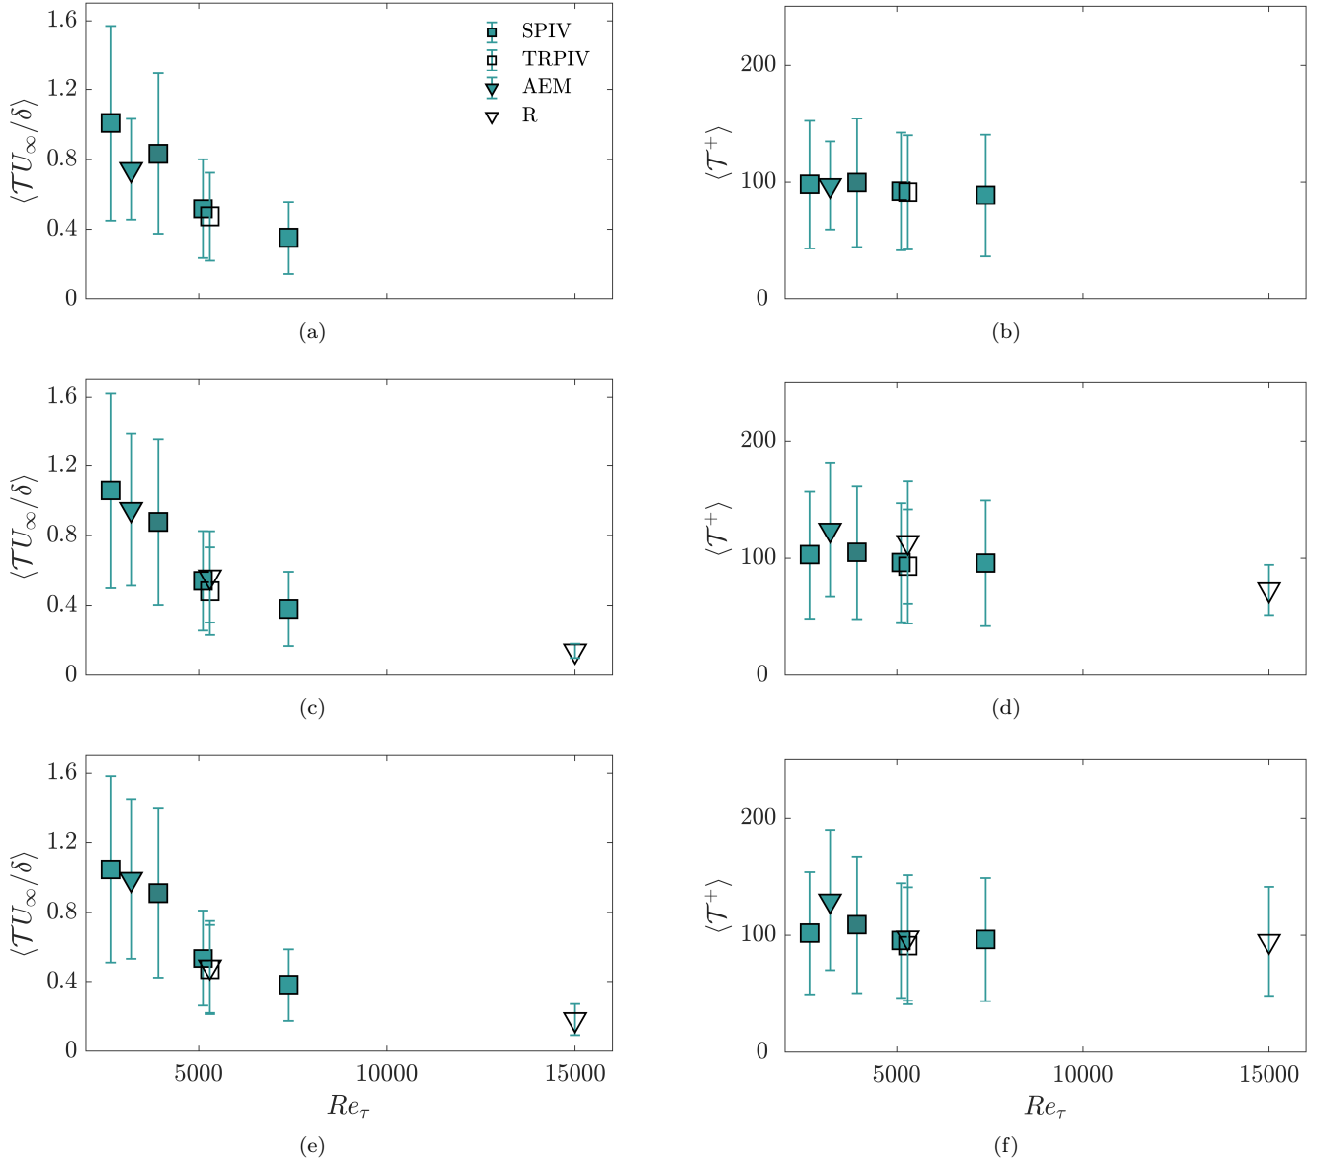 ⟨𝒯U∞/δ⟩
1.6
1.2
0.8
0.4
0
SPIV
TRPIV
AEM
R
(a)
⟨𝒯⁺⟩
200
100
0
(b)
⟨𝒯U∞/δ⟩
1.6
1.2
0.8
0.4
0
(c)
⟨𝒯⁺⟩
200
100
0
(d)
⟨𝒯U∞/δ⟩
1.6
1.2
0.8
0.4
0
5000 10000 15000
Reτ
(e)
⟨𝒯⁺⟩
200
100
0
5000 10000 15000
Reτ
(f)